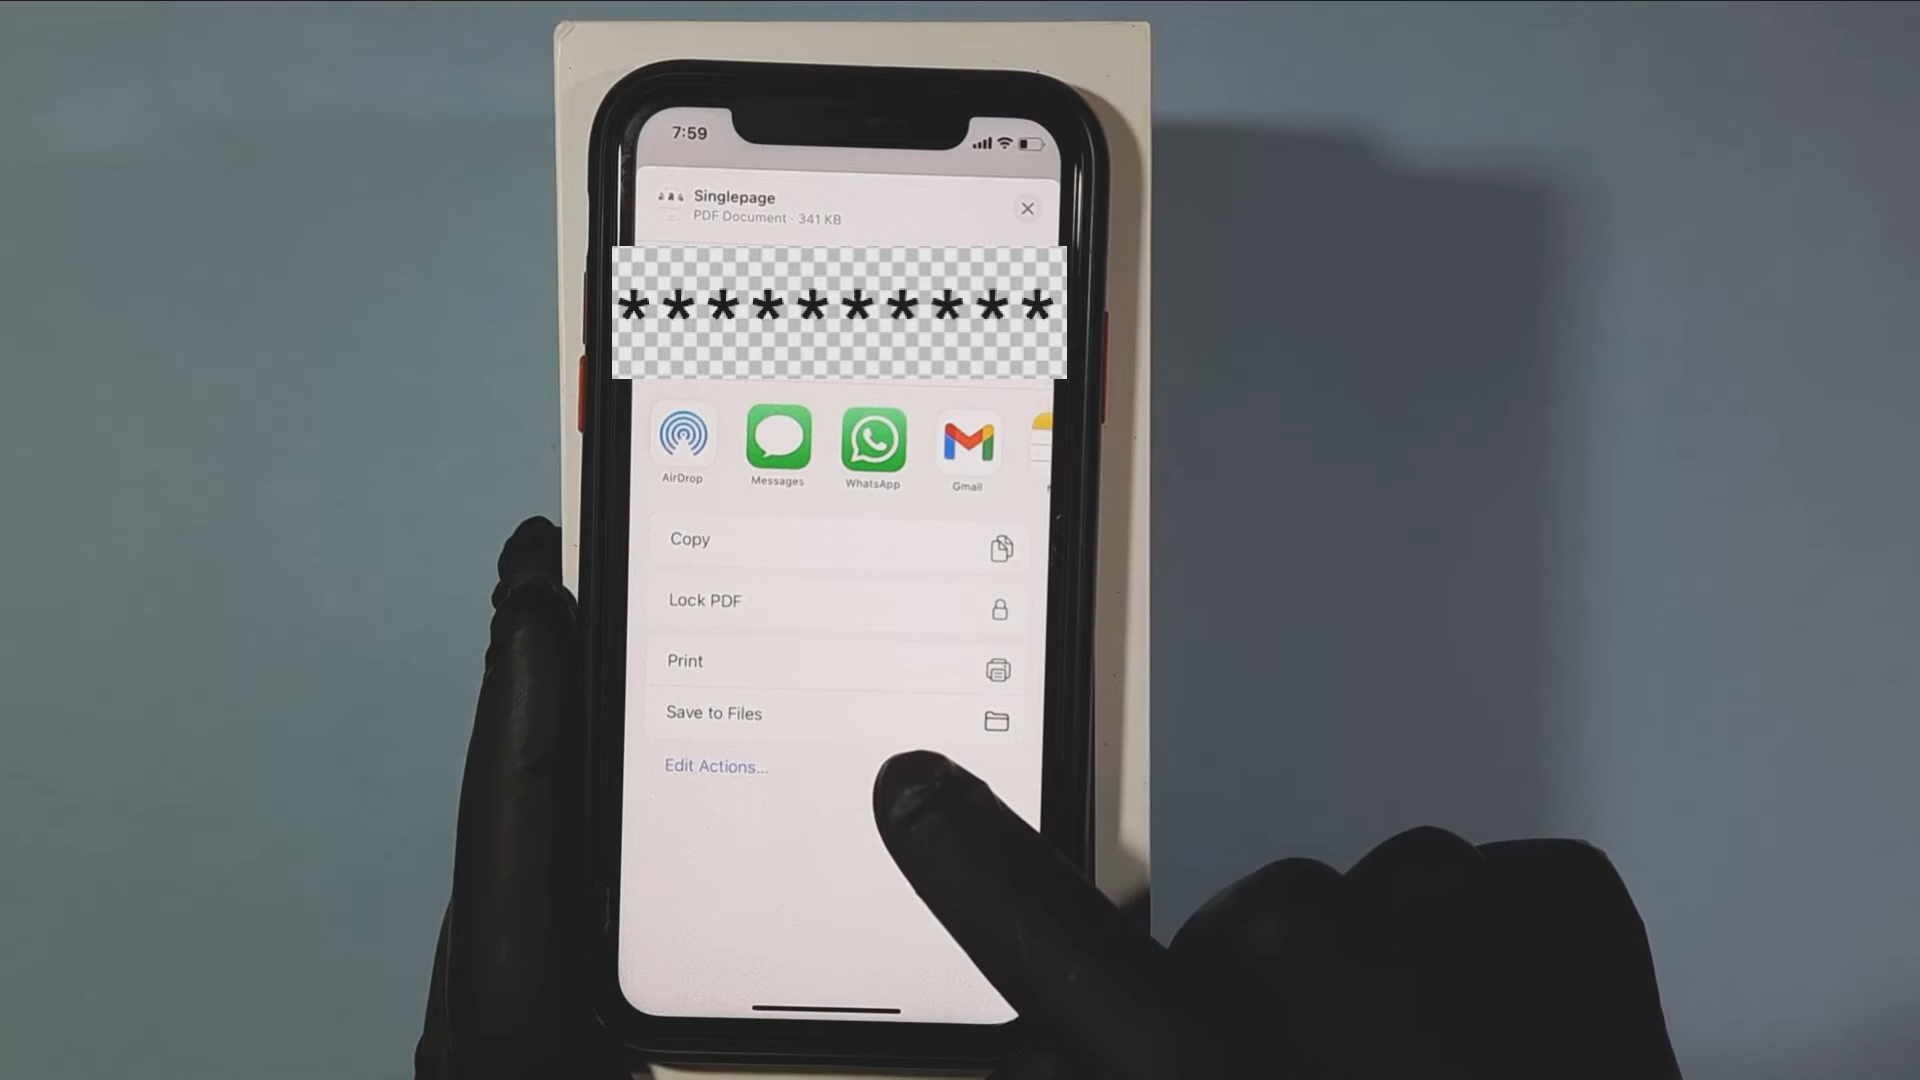 7:59
Singlepage
PDF Document · 341 KB
**********
AirDrop
Messages
WhatsApp
Gmail
Copy
Lock PDF
Print
Save to Files
Edit Actions...